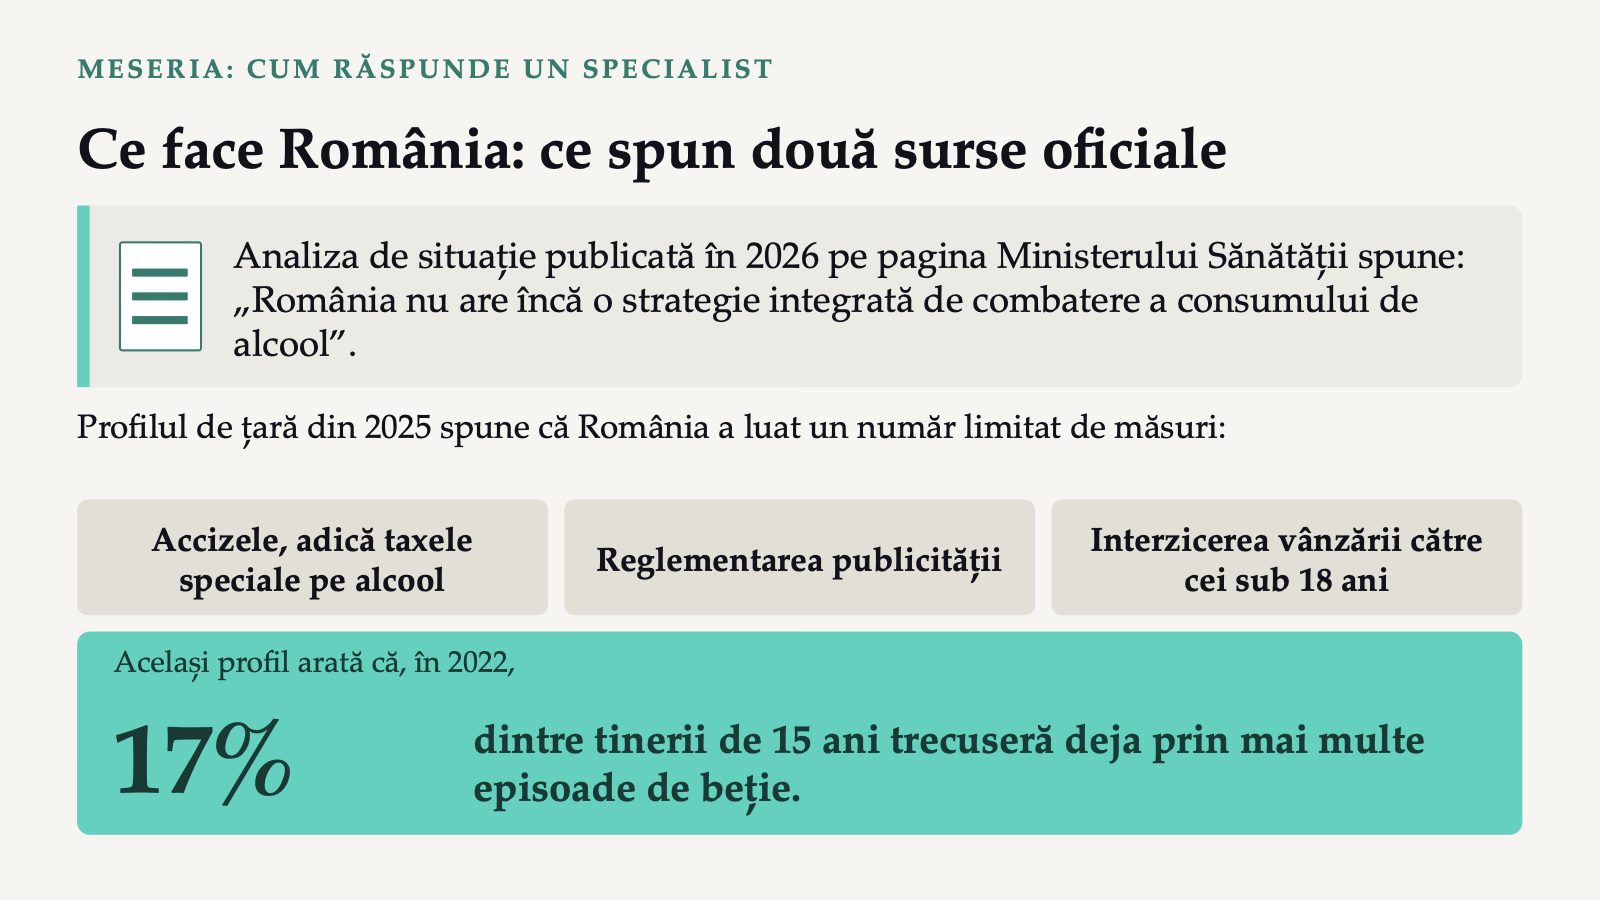 MESERIA: CUM RĂSPUNDE UN SPECIALIST
Ce face România: ce spun două surse oficiale
Analiza de situație publicată în 2026 pe pagina Ministerului Sănătății spune:
„România nu are încă o strategie integrată de combatere a consumului de
alcool”.
Profilul de țară din 2025 spune că România a luat un număr limitat de măsuri:
Accizele, adică taxele
speciale pe alcool
Reglementarea publicității
Interzicerea vânzării către
cei sub 18 ani
Același profil arată că, în 2022,
17%
dintre tinerii de 15 ani trecuseră deja prin mai multe
episoade de beție.